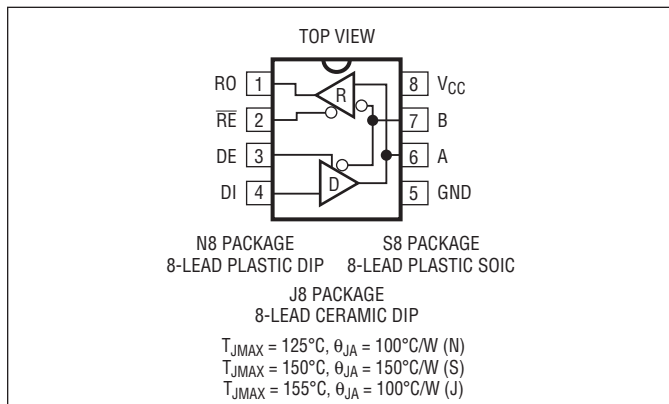 TOP VIEW
RO 1
R
8 VCC
RE 2
7 B
DE 3
6 A
DI 4
D
5 GND
N8 PACKAGE
8-LEAD PLASTIC DIP
S8 PACKAGE
8-LEAD PLASTIC SOIC
J8 PACKAGE
8-LEAD CERAMIC DIP
TJMAX = 125°C, θJA = 100°C/W (N)
TJMAX = 150°C, θJA = 150°C/W (S)
TJMAX = 155°C, θJA = 100°C/W (J)